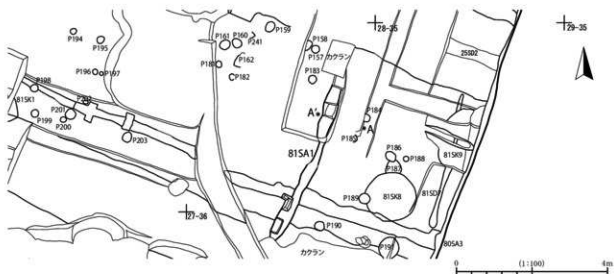 P194
P195
P196
P197
P198
81SK1
P199
P201
P202
P200
P203
P161
P160
P241
P159
P162
P181
P182
P158
P157
カクラン
P183
28-35
29-35
25SD2
A'
A
P184
P185
81SA1
P186
P187
P188
81SK9
81SK8
81SD7
P189
27-36
P190
P191
80SA3
カクラン
0
(1:100)
4m